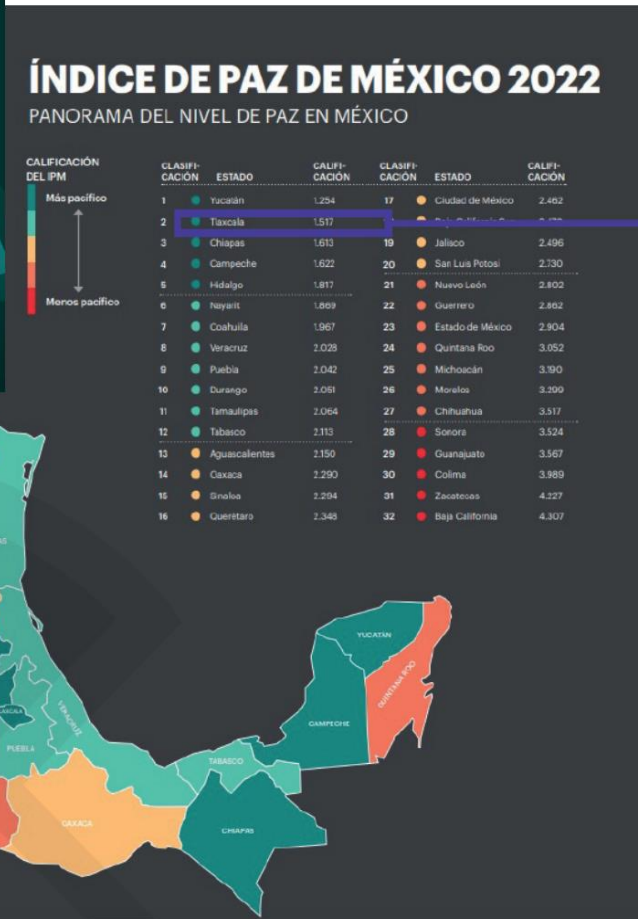 ÍNDICE DE PAZ DE MÉXICO 2022
PANORAMA DEL NIVEL DE PAZ EN MÉXICO
CALIFICACIÓN
DEL IPM
Más pacífico
Menos pacífico
CLASIFI-
CACIÓN ESTADO CALIFI-
CACIÓN
1 Yucatán 1.254
2 Tlaxcala 1.517
3 Chiapas 1.613
4 Campeche 1.622
5 Hidalgo 1.817
6 Nayarit 1.869
7 Coahuila 1.967
8 Veracruz 2.028
9 Puebla 2.042
10 Durango 2.051
11 Tamaulipas 2.064
12 Tabasco 2.113
13 Aguascalientes 2.150
14 Oaxaca 2.290
15 Sinaloa 2.294
16 Querétaro 2.348
CLASIFI-
CACIÓN ESTADO CALIFI-
CACIÓN
17 Ciudad de México 2.462
19 Jalisco 2.496
20 San Luis Potosí 2.730
21 Nuevo León 2.802
22 Guerrero 2.862
23 Estado de México 2.904
24 Quintana Roo 3.052
25 Michoacán 3.190
26 Morelos 3.299
27 Chihuahua 3.517
28 Sonora 3.524
29 Guanajuato 3.567
30 Colima 3.989
31 Zacatecas 4.227
32 Baja California 4.307
AS
YUCATÁN
QUINTANA ROO
CAMPECHE
VERACRUZ
PUEBLA
TABASCO
OAXACA
CHIAPAS